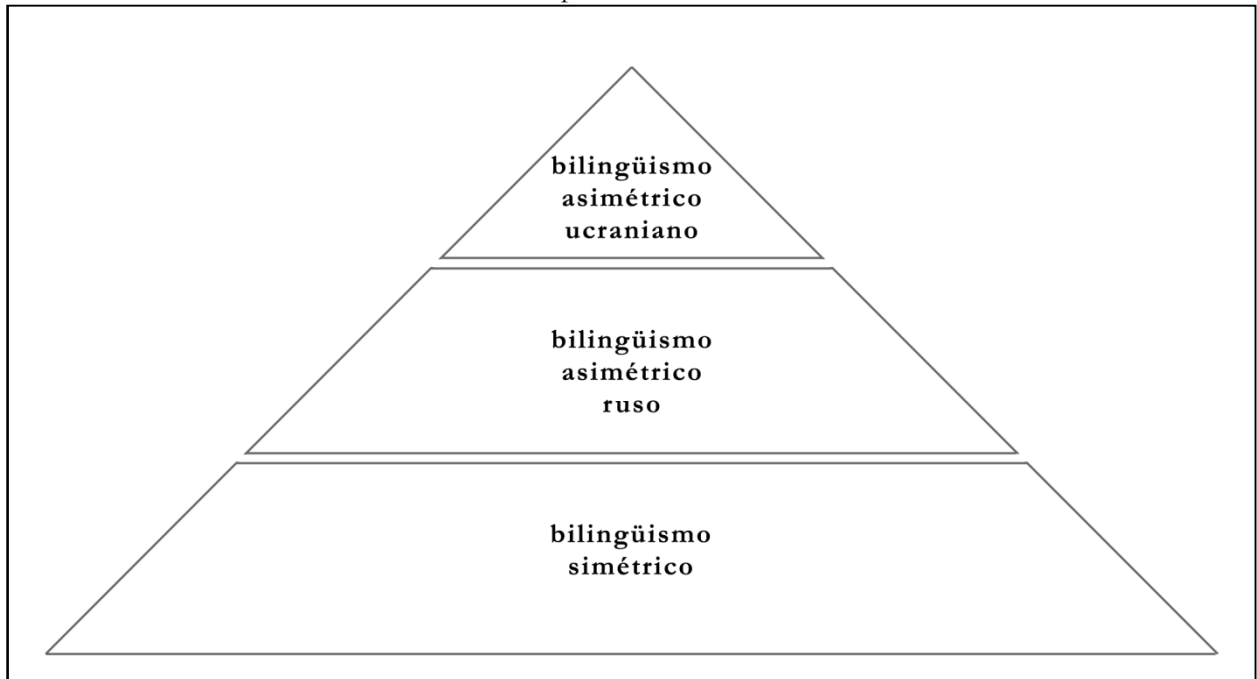 bilingüismo
asimétrico
ucraniano
bilingüismo
asimétrico
ruso
bilingüismo
simétrico